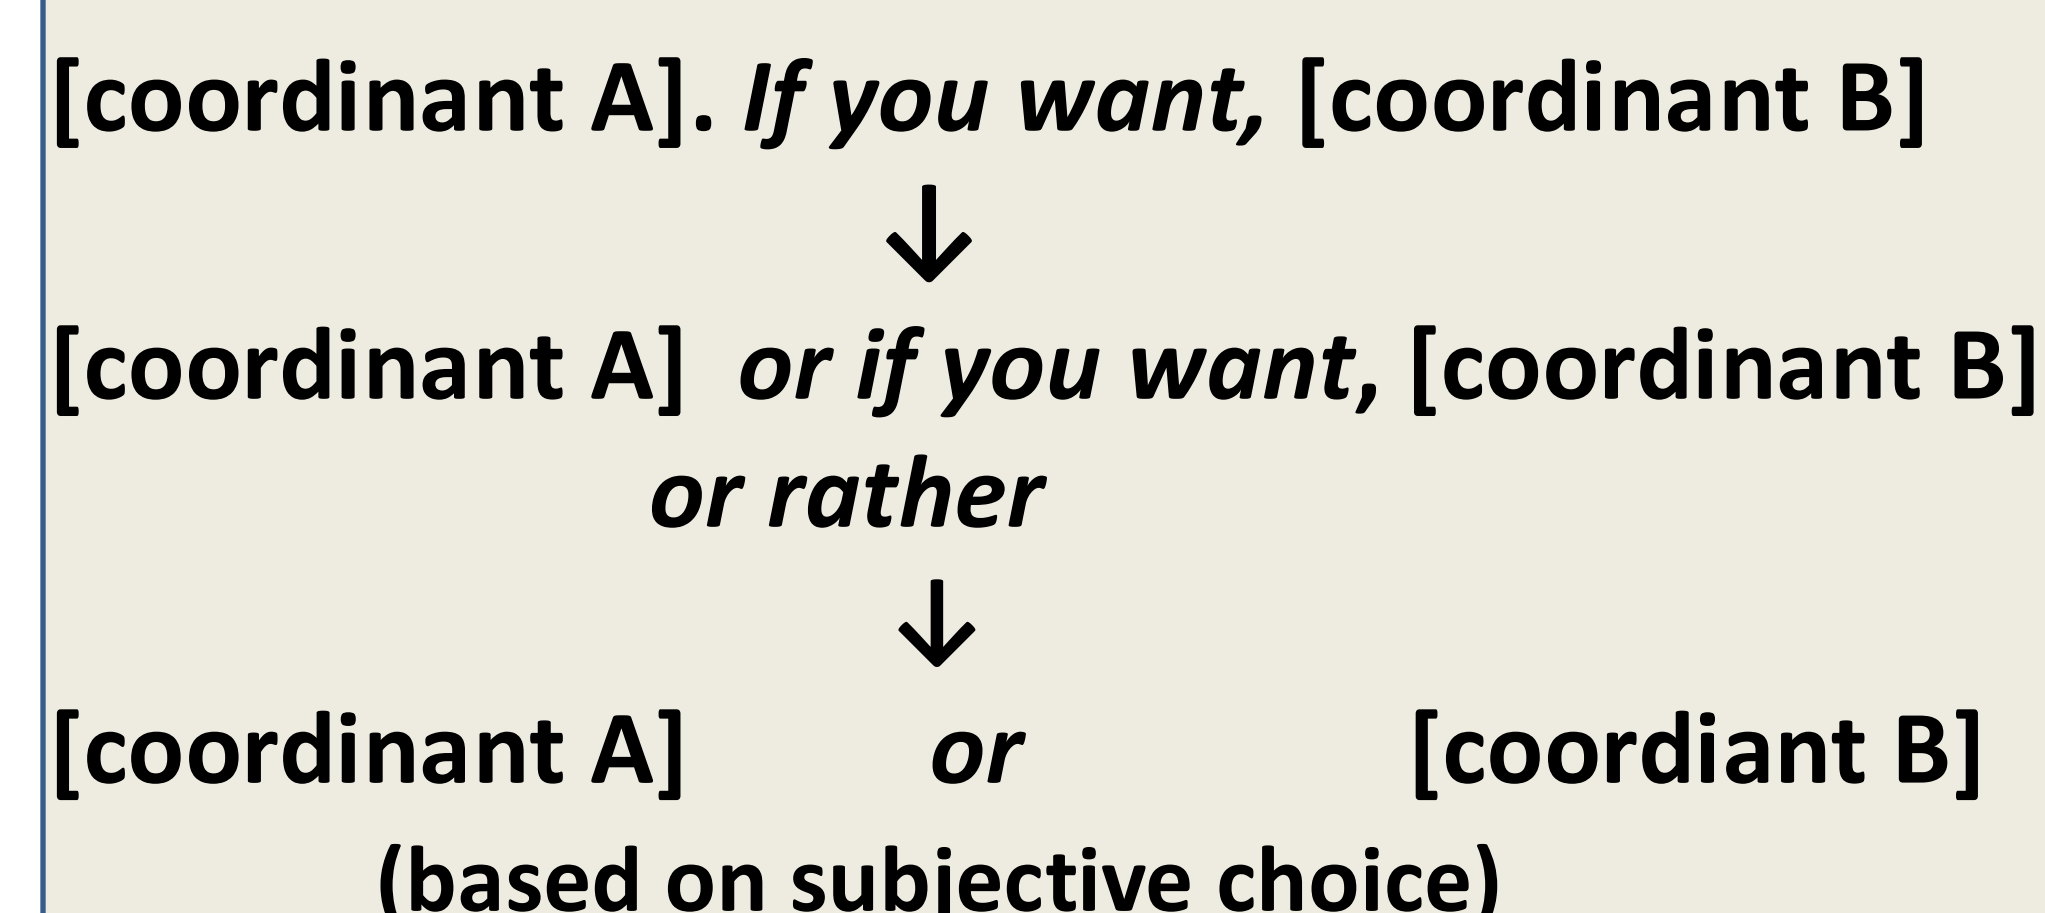 [coordinant A]. If you want, [coordinant B]
↓
[coordinant A] or if you want, [coordinant B]
or rather
↓
[coordinant A] or [coordiant B]
(based on subjective choice)